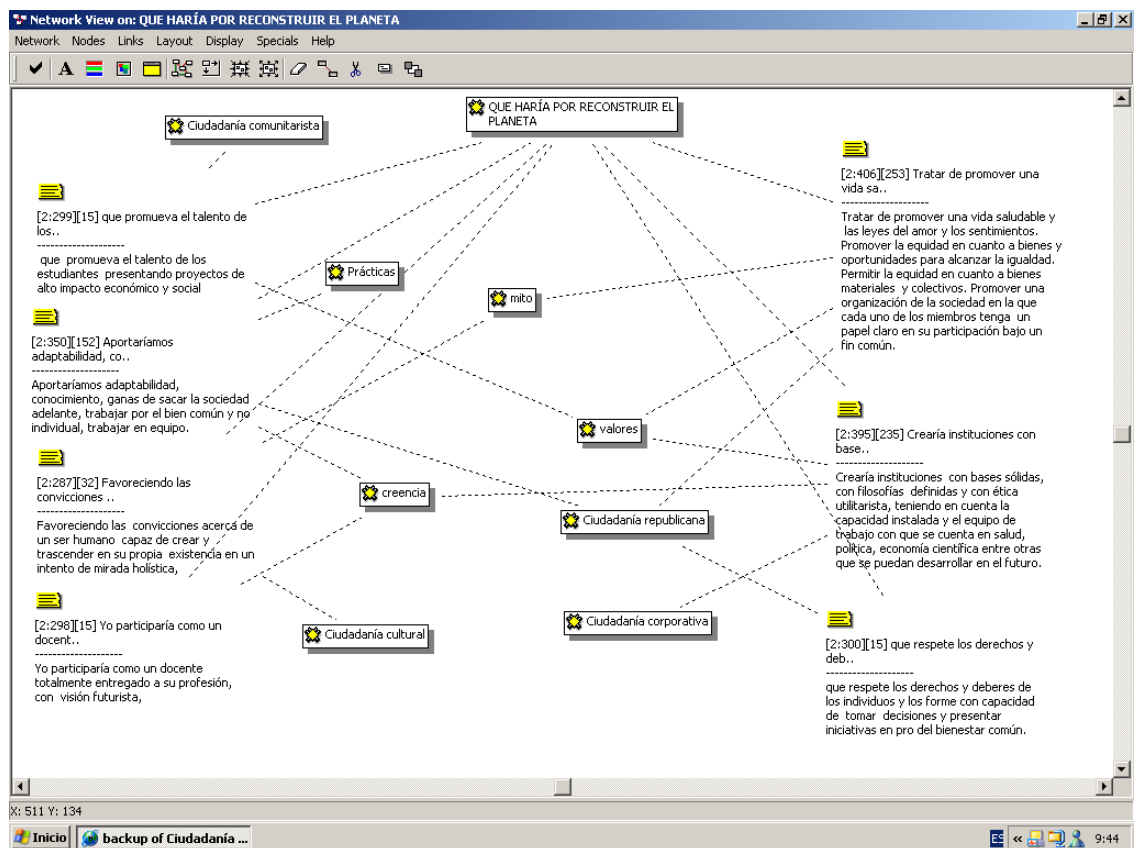 Network View on: QUE HARÍA POR RECONSTRUIR EL PLANETA
Network Nodes Links Layout Display Specials Help
A
QUE HARÍA POR RECONSTRUIR EL
PLANETA
Ciudadanía comunitarista
[2:299][15] que promueva el talento de
los..
--------------------
que promueva el talento de los
estudiantes presentando proyectos de
alto impacto económico y social
Prácticas
mito
[2:350][152] Aportaríamos
adaptabilidad, co..
--------------------
Aportaríamos adaptabilidad,
conocimiento, ganas de sacar la sociedad
adelante, trabajar por el bien común y no
individual, trabajar en equipo.
valores
[2:287][32] Favoreciendo las
convicciones ..
--------------------
Favoreciendo las convicciones acerca de
un ser humano capaz de crear y
trascender en su propia existencia en un
intento de mirada holística,
creencia
Ciudadanía republicana
[2:298][15] Yo participaría como un
docent..
--------------------
Yo participaría como un docente
totalmente entregado a su profesión,
con visión futurista,
Ciudadanía cultural
Ciudadanía corporativa
[2:406][253] Tratar de promover una
vida sa..
--------------------
Tratar de promover una vida saludable y
las leyes del amor y los sentimientos.
Promover la equidad en cuanto a bienes y
oportunidades para alcanzar la igualdad.
Permitir la equidad en cuanto a bienes
materiales y colectivos. Promover una
organización de la sociedad en la que
cada uno de los miembros tenga un
papel claro en su participación bajo un
fin común.
[2:395][235] Crearía instituciones con
base..
--------------------
Crearía instituciones con bases sólidas,
con filosofías definidas y con ética
utilitarista, teniendo en cuenta la
capacidad instalada y el equipo de
trabajo con que se cuenta en salud,
política, economía científica entre otras
que se puedan desarrollar en el futuro.
[2:300][15] que respete los derechos y
deb..
--------------------
que respete los derechos y deberes de
los individuos y los forme con capacidad
de tomar decisiones y presentar
iniciativas en pro del bienestar común.
X: 511 Y: 134
Inicio
backup of Ciudadanía ...
ES
«
9:44